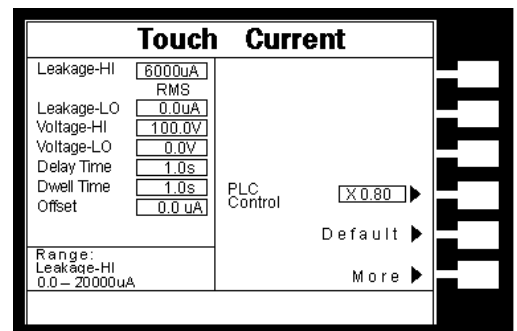 Touch Current
Leakage-HI 6000uA
RMS
Leakage-LO 0.0uA
Voltage-HI 100.0V
Voltage-LO 0.0V
Delay Time 1.0s
Dwell Time 1.0s
Offset 0.0 uA
PLC
Control X 0.80
Default
More
Range:
Leakage-HI
0.0 – 20000uA